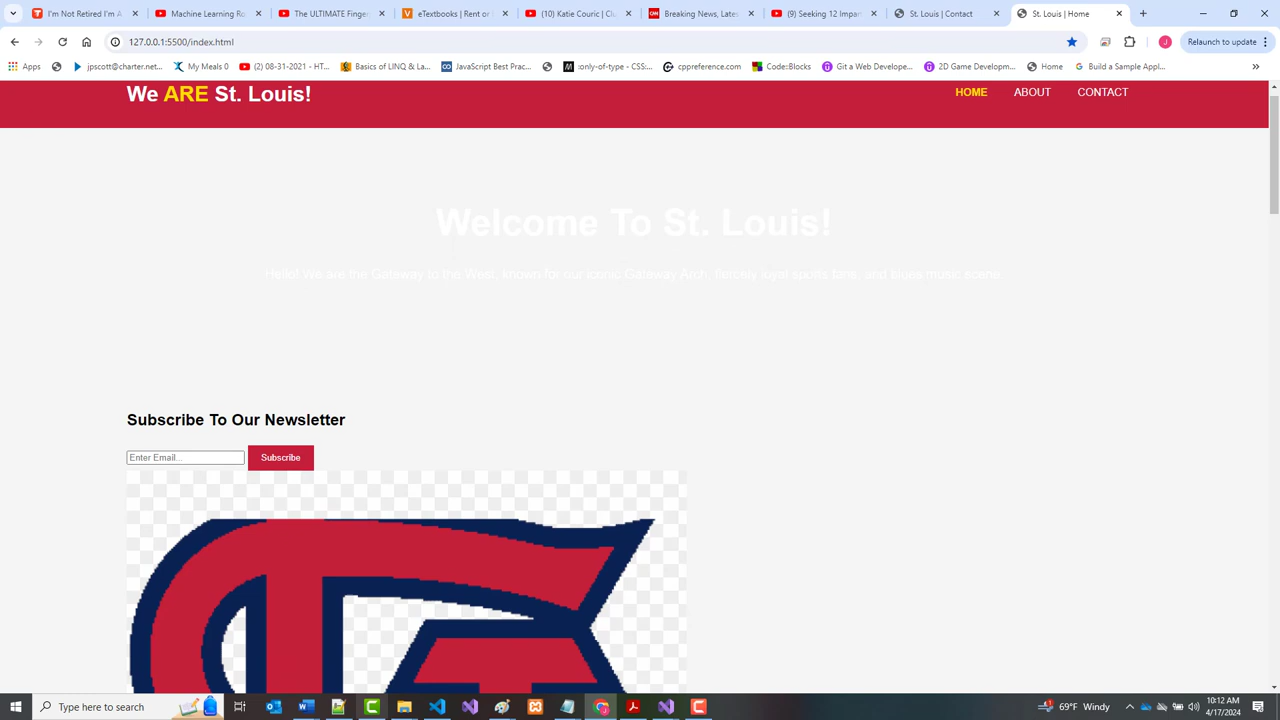 I'm Not Retired I'm A
Machine Learning Ro
The ULTIMATE Finger
eTextbooks | Rent or
(10) Katie Couric | Clu
Breaking News, Lates
(9) Seeking 12 Impar
St. Louis | Contact
St. Louis | Home
127.0.0.1:5500/index.html
Relaunch to update
Apps
jpscott@charter.net...
My Meals 0
(2) 08-31-2021 - HT...
Basics of LINQ & La...
JavaScript Best Prac...
:only-of-type - CSS:...
cppreference.com
Code::Blocks
Git a Web Develope...
2D Game Developm...
Home
Build a Sample Appl...
We ARE St. Louis!
HOME ABOUT CONTACT
Welcome To St. Louis!
Hello! We are the Gateway to the West, known for our iconic Gateway Arch, fiercely loyal sports fans, and blues music scene.
Subscribe To Our Newsletter
Enter Email...
Subscribe
Type here to search
69°F Windy
10:12 AM
4/17/2024